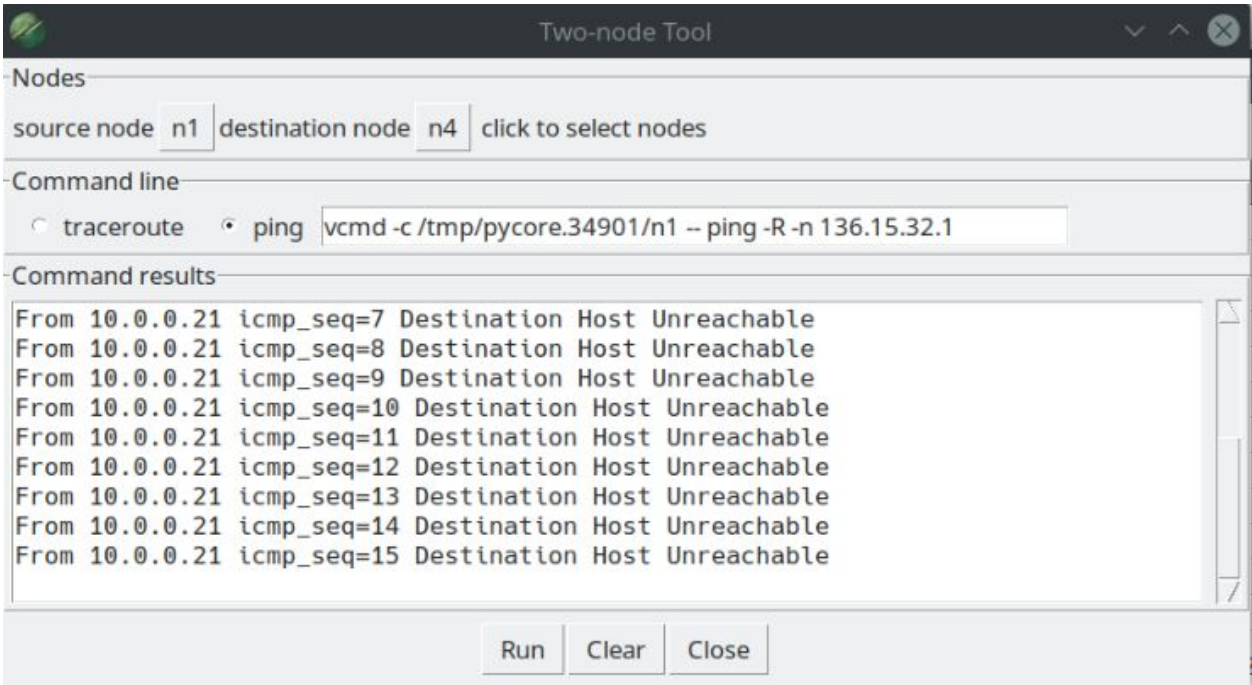 Two-node Tool
Nodes
source node n1 destination node n4 click to select nodes
Command line
traceroute ping vcmd -c /tmp/pycore.34901/n1 -- ping -R -n 136.15.32.1
Command results
From 10.0.0.21 icmp_seq=7 Destination Host Unreachable
From 10.0.0.21 icmp_seq=8 Destination Host Unreachable
From 10.0.0.21 icmp_seq=9 Destination Host Unreachable
From 10.0.0.21 icmp_seq=10 Destination Host Unreachable
From 10.0.0.21 icmp_seq=11 Destination Host Unreachable
From 10.0.0.21 icmp_seq=12 Destination Host Unreachable
From 10.0.0.21 icmp_seq=13 Destination Host Unreachable
From 10.0.0.21 icmp_seq=14 Destination Host Unreachable
From 10.0.0.21 icmp_seq=15 Destination Host Unreachable
Run Clear Close